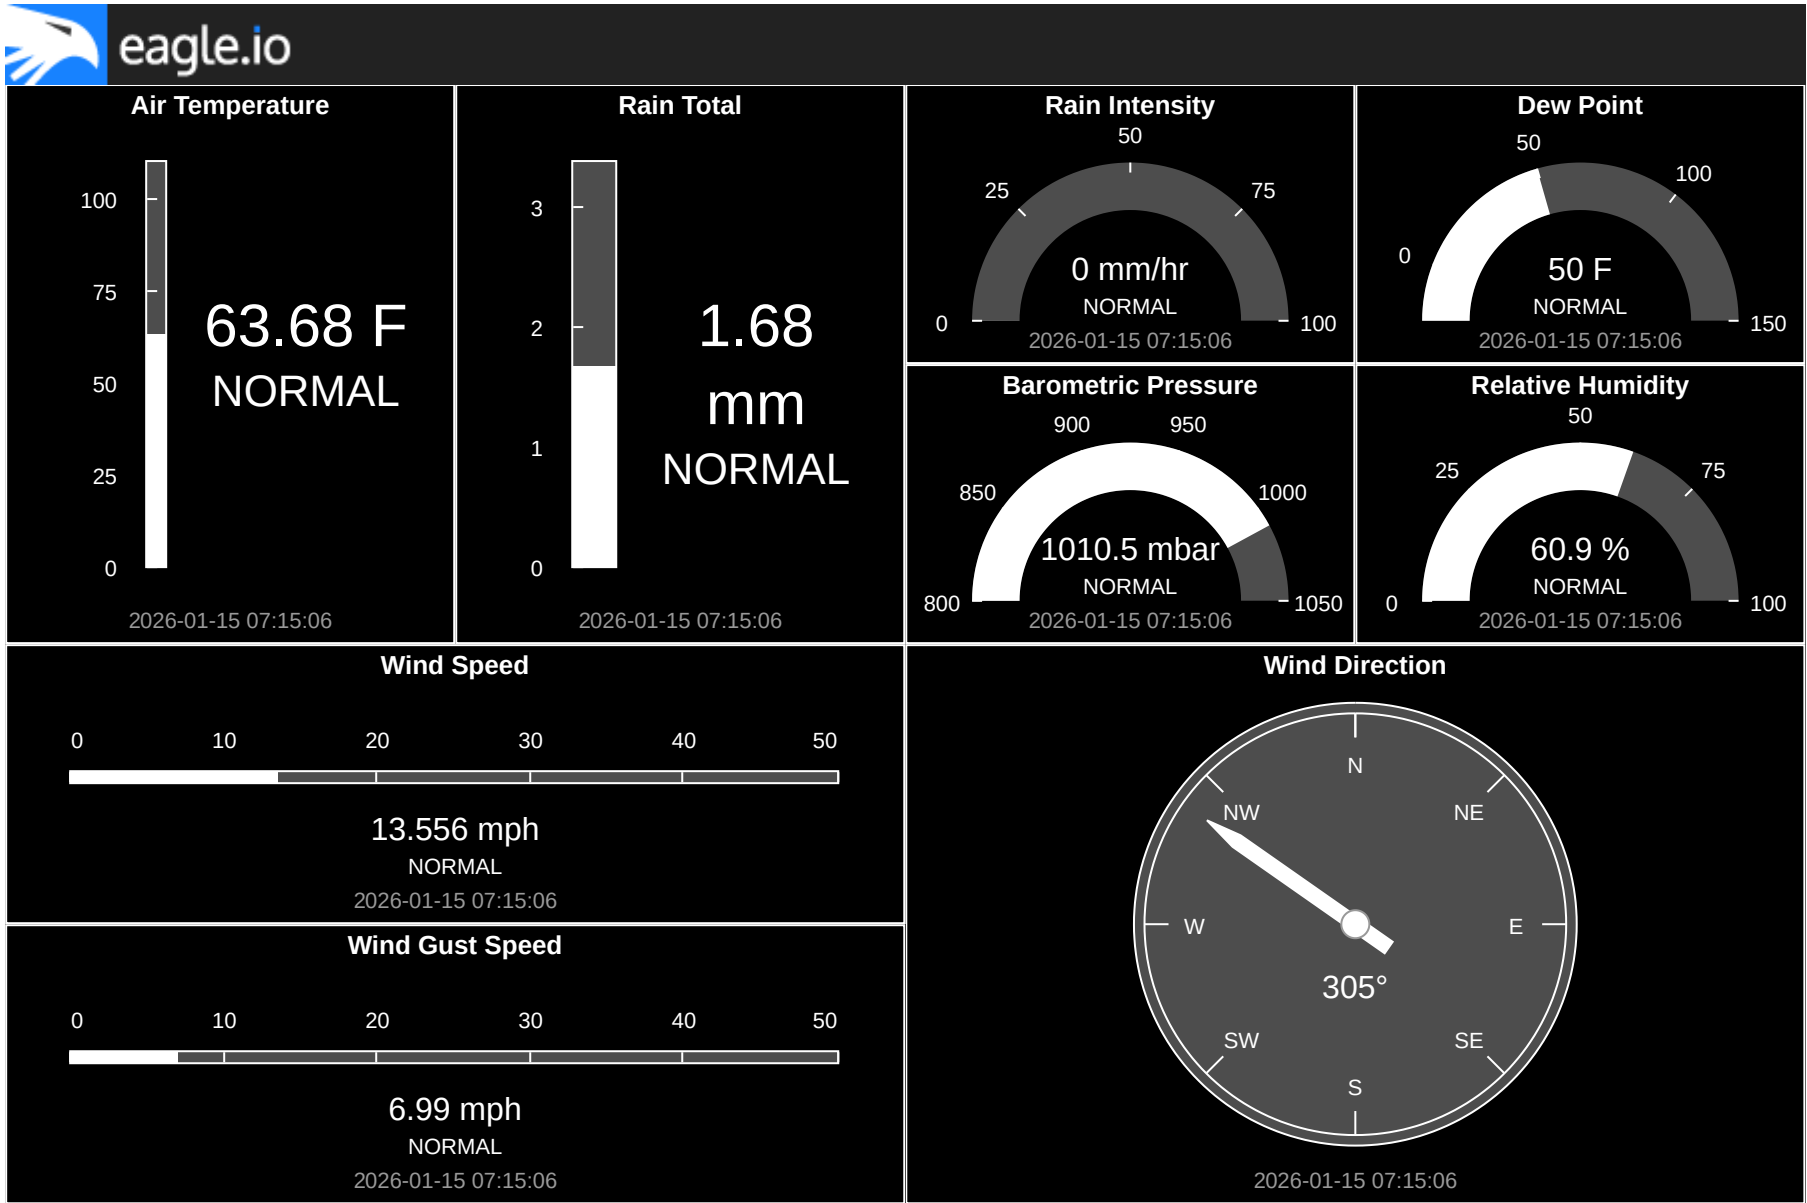 eagle.io
Air Temperature
100
75
50
25
0
63.68 F
NORMAL
2026-01-15 07:15:06
Rain Total
3
2
1
0
1.68
mm
NORMAL
2026-01-15 07:15:06
Rain Intensity
50
25
75
0
100
0 mm/hr
NORMAL
2026-01-15 07:15:06
Dew Point
50
100
0
150
50 F
NORMAL
2026-01-15 07:15:06
Barometric Pressure
900
950
850
1000
800
1050
1010.5 mbar
NORMAL
2026-01-15 07:15:06
Relative Humidity
50
25
75
0
100
60.9 %
NORMAL
2026-01-15 07:15:06
Wind Speed
0 10 20 30 40 50
13.556 mph
NORMAL
2026-01-15 07:15:06
Wind Gust Speed
0 10 20 30 40 50
6.99 mph
NORMAL
2026-01-15 07:15:06
Wind Direction
N
NW NE
W E
305°
SW SE
S
2026-01-15 07:15:06